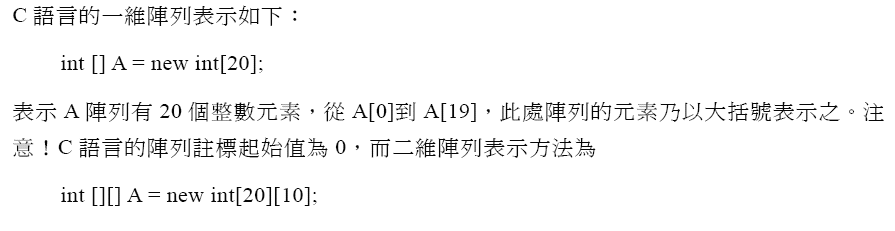 C 語言的一維陣列表示如下：
int [] A = new int[20];
表示 A 陣列有 20 個整數元素，從 A[0]到 A[19]，此處陣列的元素乃以大括號表示之。注
意！C 語言的陣列註標起始值為 0，而二維陣列表示方法為
int [][] A = new int[20][10];